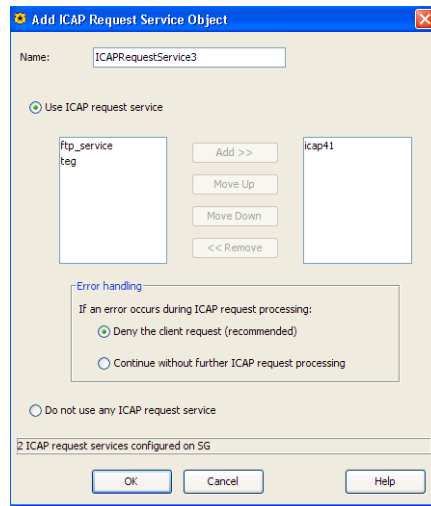 Add ICAP Request Service Object
Name: ICAPRequestService3
Use ICAP request service
ftp_service
teg
Add >>
Move Up
Move Down
<< Remove
icap41
Error handling
If an error occurs during ICAP request processing:
Deny the client request (recommended)
Continue without further ICAP request processing
Do not use any ICAP request service
2 ICAP request services configured on SG
OK Cancel Help